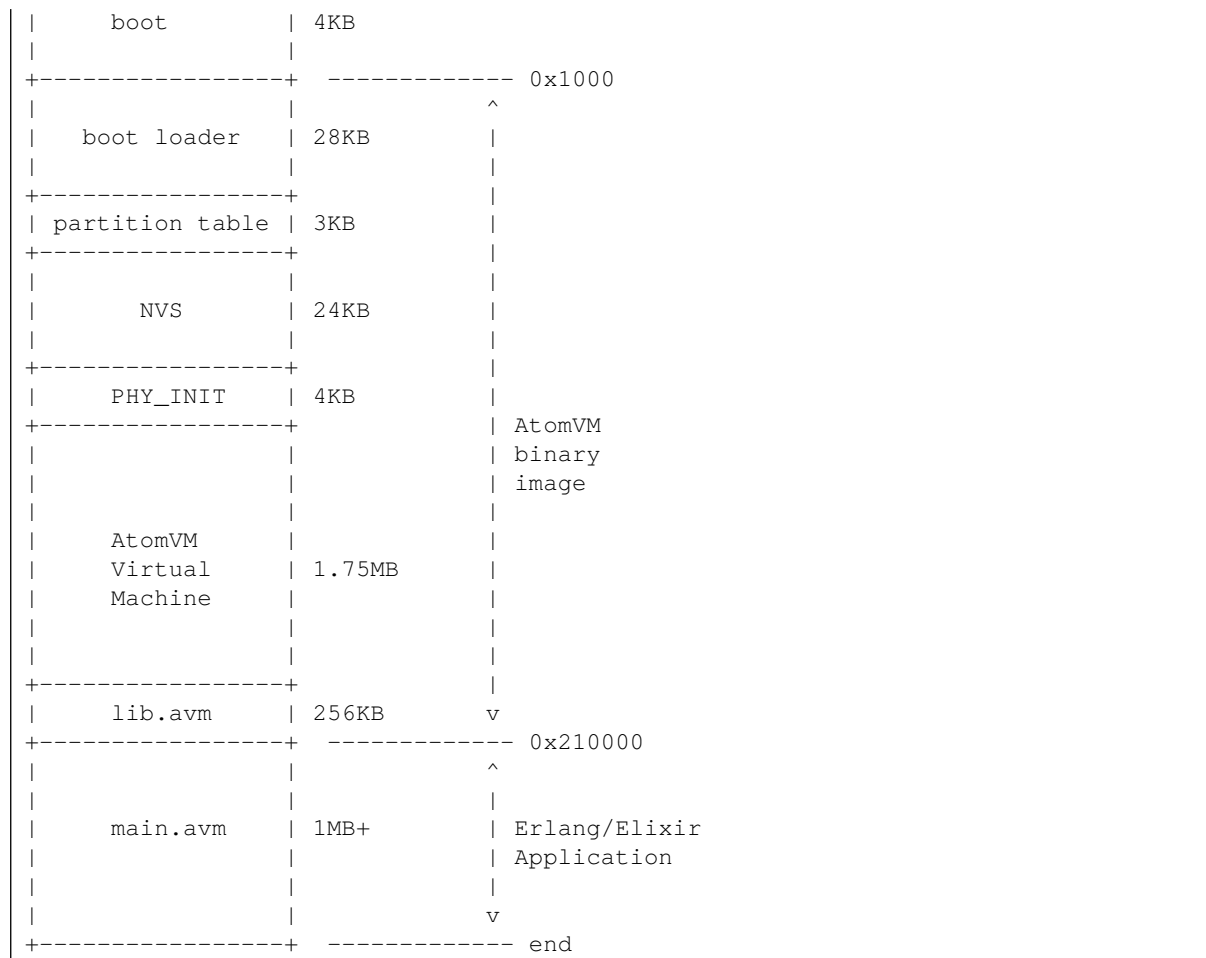 |      boot       | 4KB
|                 |
+-----------------+  ------------- 0x1000
|                 |             ^
|   boot loader   | 28KB        |
|                 |             |
+-----------------+             |
| partition table | 3KB         |
+-----------------+             |
|                 |             |
|       NVS       | 24KB        |
|                 |             |
+-----------------+             |
|     PHY_INIT    | 4KB         |
+-----------------+             | AtomVM
|                 |             | binary
|                 |             | image
|                 |             |
|     AtomVM      |             |
|     Virtual     | 1.75MB      |
|     Machine     |             |
|                 |             |
|                 |             |
+-----------------+             |
|     lib.avm     | 256KB       v
+-----------------+  ------------- 0x210000
|                 |             ^
|                 |             |
|     main.avm    | 1MB+        | Erlang/Elixir
|                 |             | Application
|                 |             |
|                 |             v
+-----------------+  ------------- end